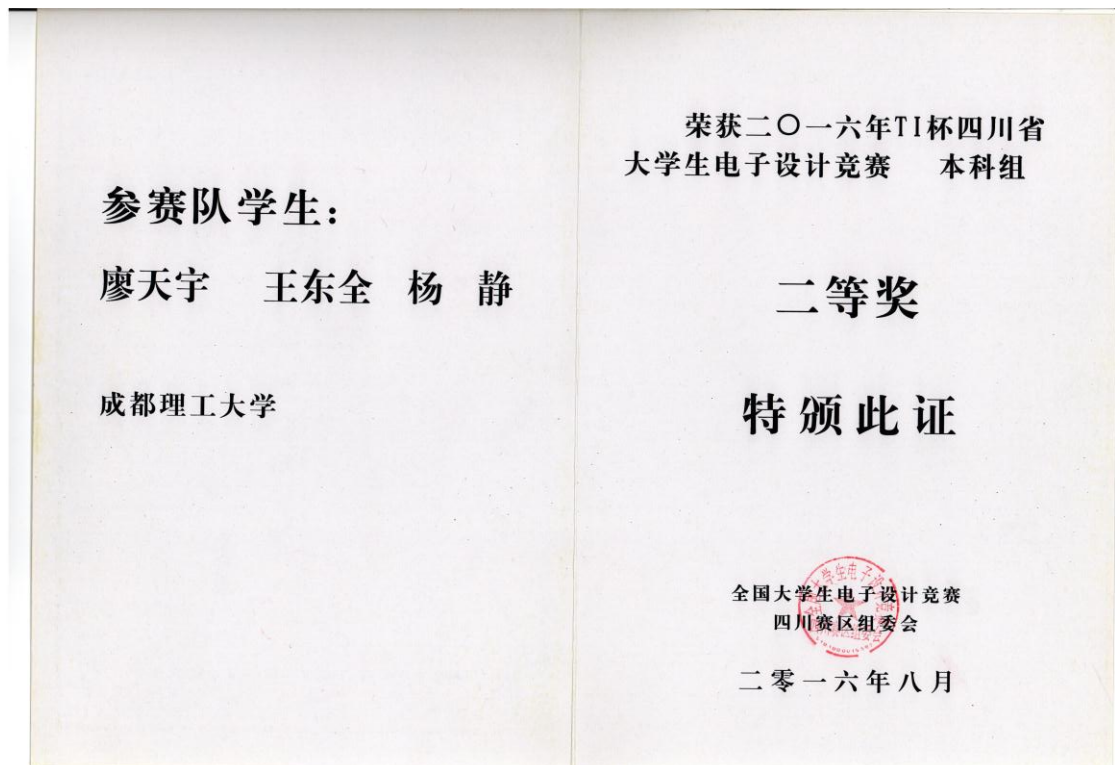 参赛队学生：
廖天宇 王东全 杨 静
成都理工大学
荣获二〇一六年TI杯四川省
大学生电子设计竞赛 本科组
二等奖
特颁此证
全国大学生电子设计竞赛
四川赛区组委会
二零一六年八月